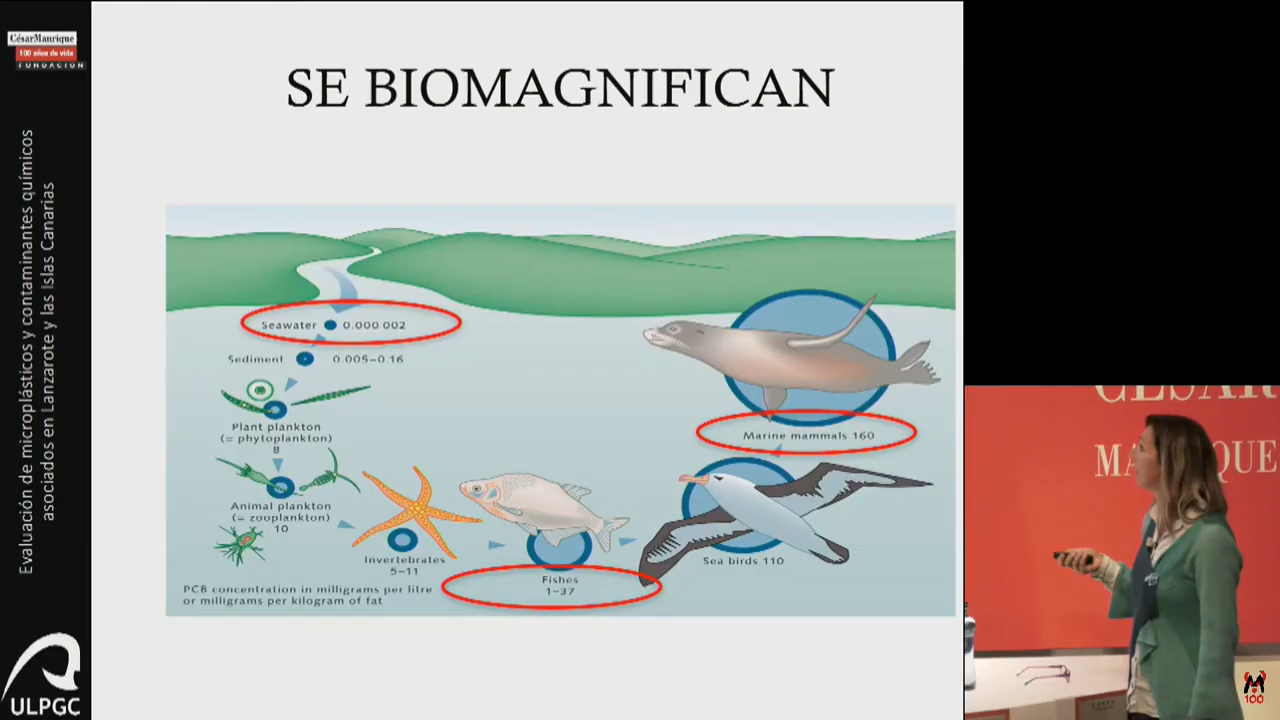 CésarManrique
100 años de vida
FUNDACIÓN
Evaluación de microplásticos y contaminantes químicos
asociados en Lanzarote y las Islas Canarias
ULPGC
SE BIOMAGNIFICAN
Seawater 0.000 002
Sediment 0.005–0.16
Plant plankton
(= phytoplankton)
8
Animal plankton
(= zooplankton)
10
Invertebrates
5–11
Fishes
1–37
Sea birds 110
Marine mammals 160
PCB concentration in milligrams per litre
or milligrams per kilogram of fat
CÉSAR
MANRIQUE
M
100